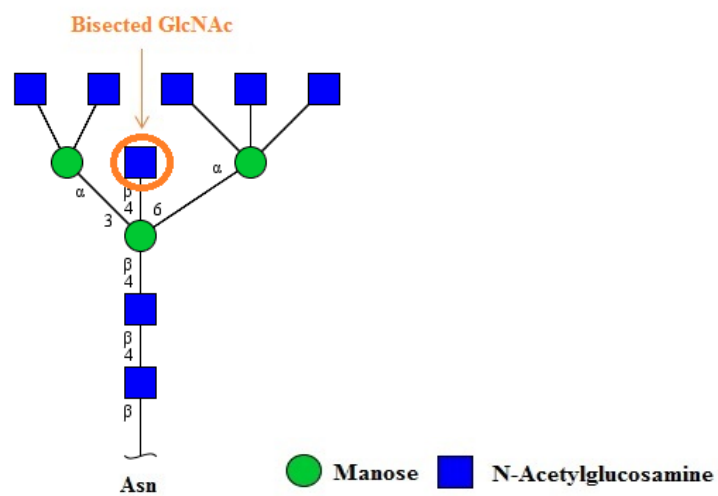 Bisected GlcNAc
α
β
4
α
3
6
β
4
β
4
β
Asn
Manose
N-Acetylglucosamine